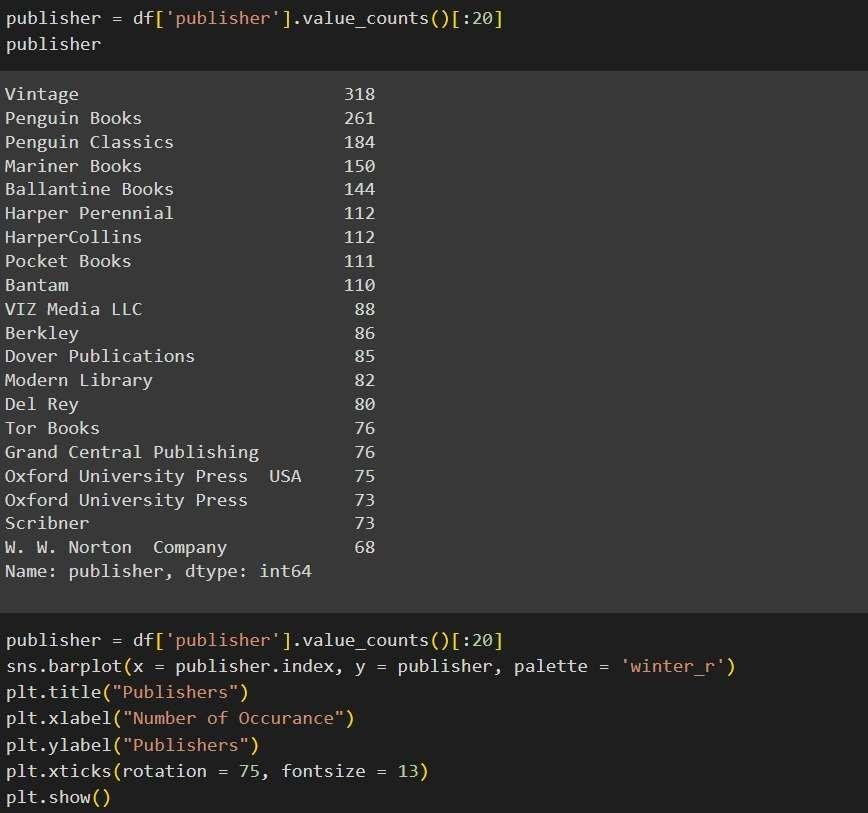 publisher = df['publisher'].value_counts()[:20]
publisher
Vintage 318
Penguin Books 261
Penguin Classics 184
Mariner Books 150
Ballantine Books 144
Harper Perennial 112
HarperCollins 112
Pocket Books 111
Bantam 110
VIZ Media LLC 88
Berkley 86
Dover Publications 85
Modern Library 82
Del Rey 80
Tor Books 76
Grand Central Publishing 76
Oxford University Press  USA 75
Oxford University Press 73
Scribner 73
W. W. Norton  Company 68
Name: publisher, dtype: int64
publisher = df['publisher'].value_counts()[:20]
sns.barplot(x = publisher.index, y = publisher, palette = 'winter_r')
plt.title("Publishers")
plt.xlabel("Number of Occurance")
plt.ylabel("Publishers")
plt.xticks(rotation = 75, fontsize = 13)
plt.show()